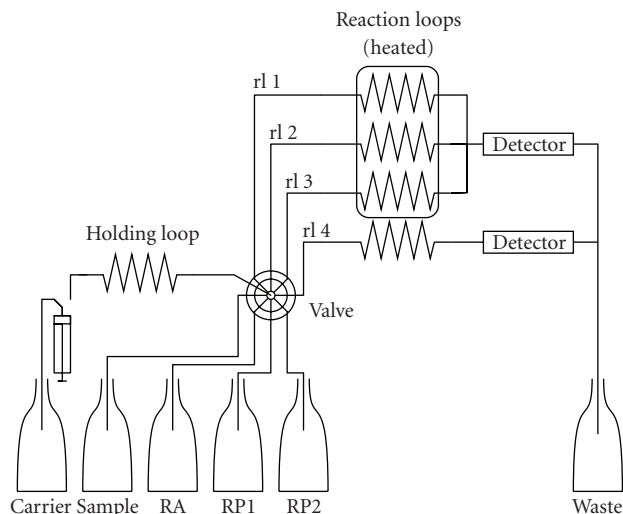 Reaction loops
(heated)
rl 1
rl 2
Detector
rl 3
rl 4
Holding loop
Detector
Valve
Carrier Sample RA RP1 RP2 Waste